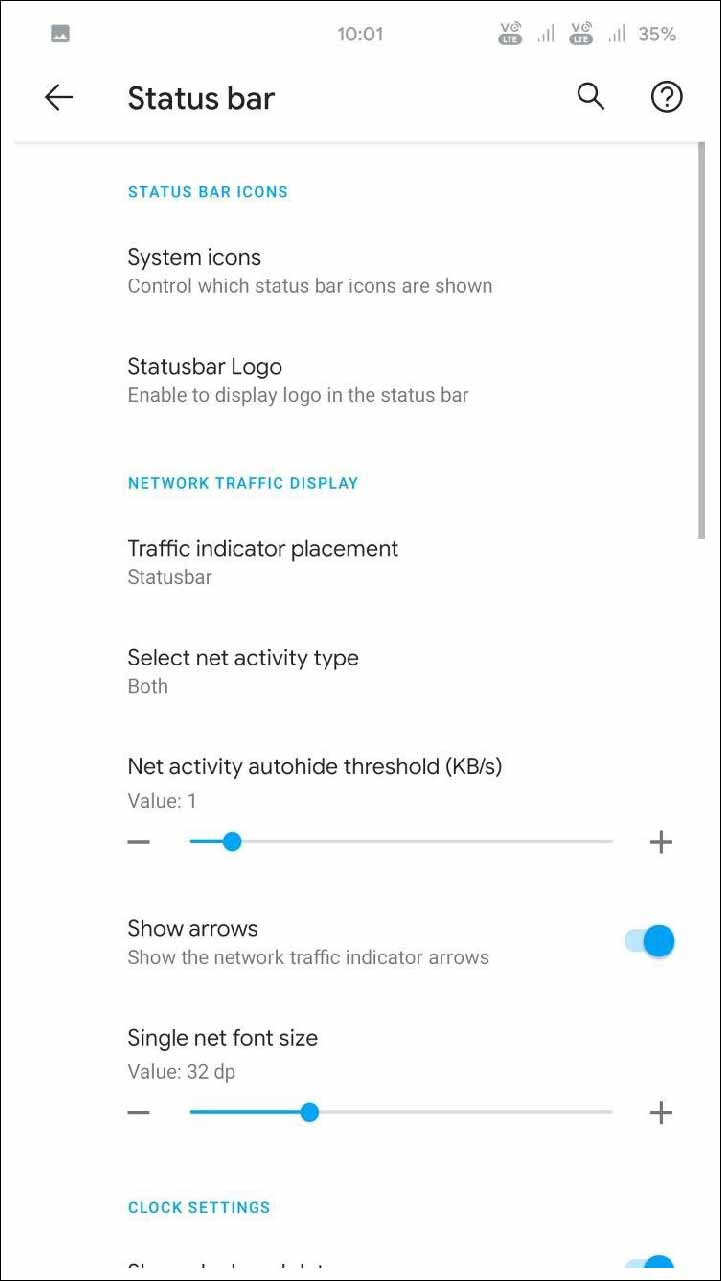 10:01 VO LTE VO LTE 35%
Status bar
STATUS BAR ICONS
System icons
Control which status bar icons are shown
Statusbar Logo
Enable to display logo in the status bar
NETWORK TRAFFIC DISPLAY
Traffic indicator placement
Statusbar
Select net activity type
Both
Net activity autohide threshold (KB/s)
Value: 1
Show arrows
Show the network traffic indicator arrows
Single net font size
Value: 32 dp
CLOCK SETTINGS